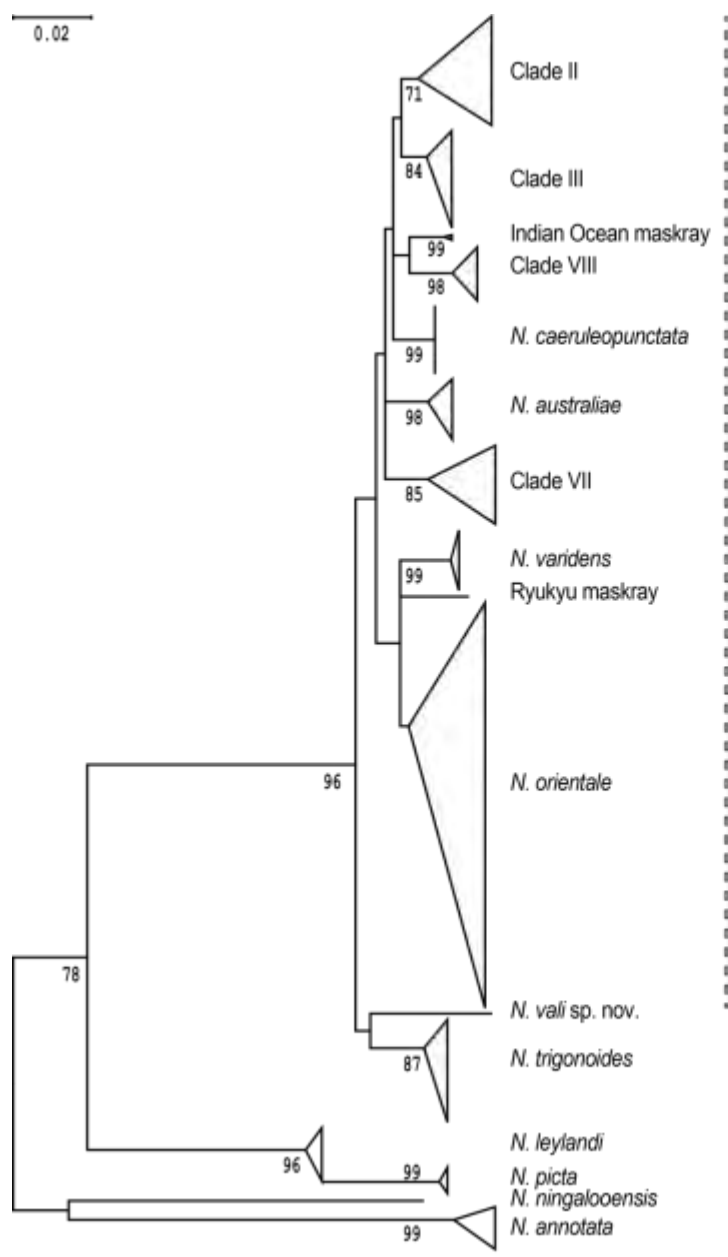 0.02
Clade II
71
Clade III
84
Indian Ocean maskray
99
Clade VIII
98
N. caeruleopunctata
99
N. australiae
98
Clade VII
85
N. varidens
99
Ryukyu maskray
N. orientale
96
78
N. vali sp. nov.
N. trigonoides
87
N. leylandi
96
N. picta
99
N. ningalooensis
N. annotata
99